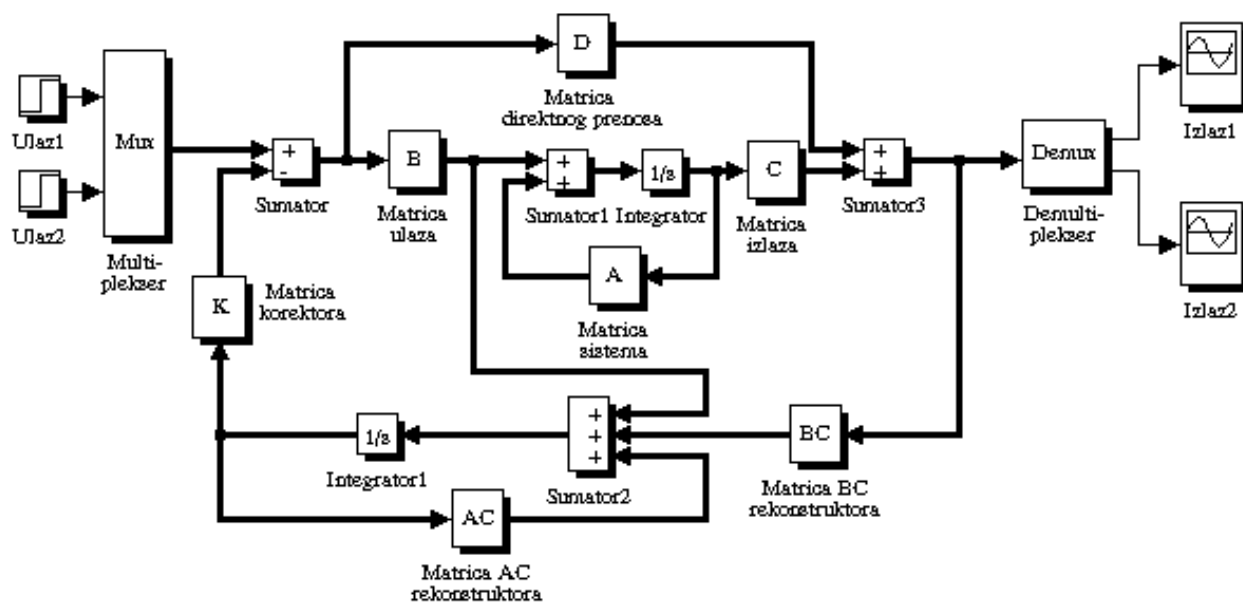 D
Matrica
direktnog prenosa
Ulaz1
Ulaz2
Mux
Multi-
plekser
+
-
Sumator
B
Matrica
ulaza
+
+
Sumator1
1/s
Integrator
C
Matrica
izlaza
+
+
Sumator3
Demux
Demulti-
plekser
Izlaz1
Izlaz2
A
Matrica
sistema
K
Matrica
korektora
1/s
Integrator1
+
+
+
Sumator2
BC
Matrica BC
rekonstruktora
AC
Matrica AC
rekonstruktora